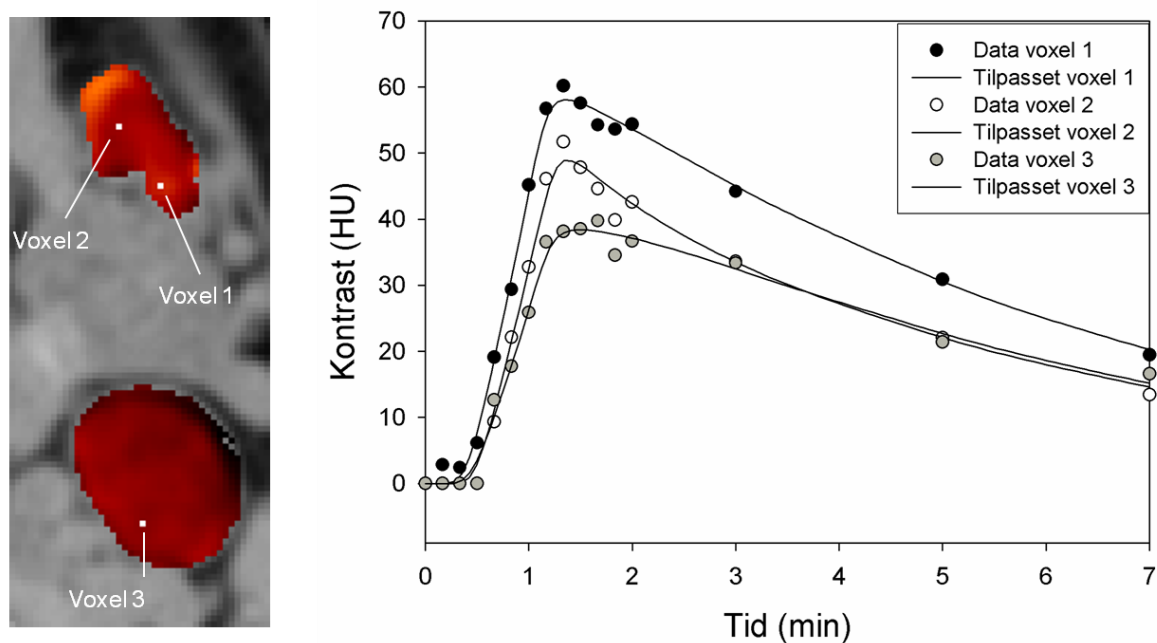 Voxel 2
Voxel 1
Voxel 3
Kontrast (HU)
70
60
50
40
30
20
10
0
Data voxel 1
Tilpasset voxel 1
Data voxel 2
Tilpasset voxel 2
Data voxel 3
Tilpasset voxel 3
0 1 2 3 4 5 6 7
Tid (min)